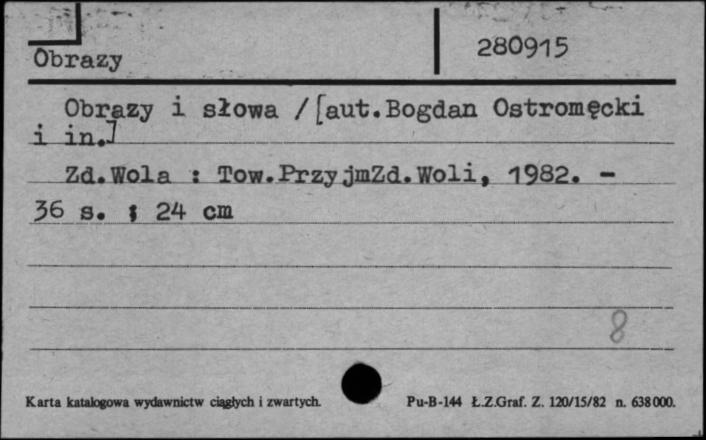 Obrazy
280915
Obrazy i słowa /[aut.Bogdan Ostromęcki
i in.]
Zd.Wola : Tow.PrzyjmZd.Woli, 1982. -
36 s. ; 24 cm
8
Karta katalogowa wydawnictw ciągłych i zwartych.
Pu-B-144 Ł.Z.Graf. Z. 120/15/82 n. 638000.